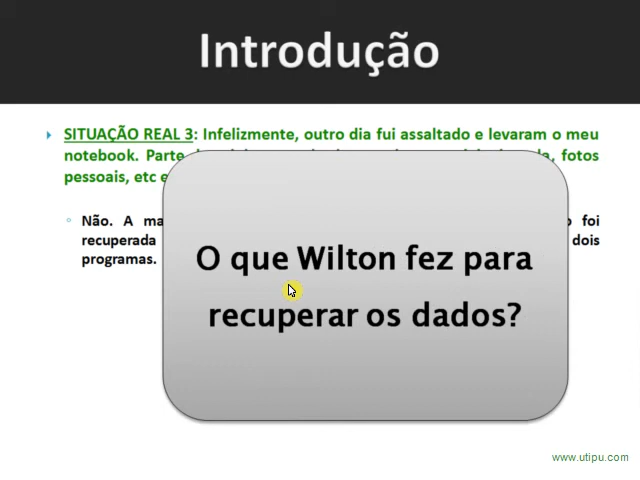 Introdução
SITUAÇÃO REAL 3: Infelizmente, outro dia fui assaltado e levaram o meu
notebook. Parte fotos
pessoais, etc
Não. A foi
recuperada dois
programas.
O que Wilton fez para
recuperar os dados?
www.utipu.com